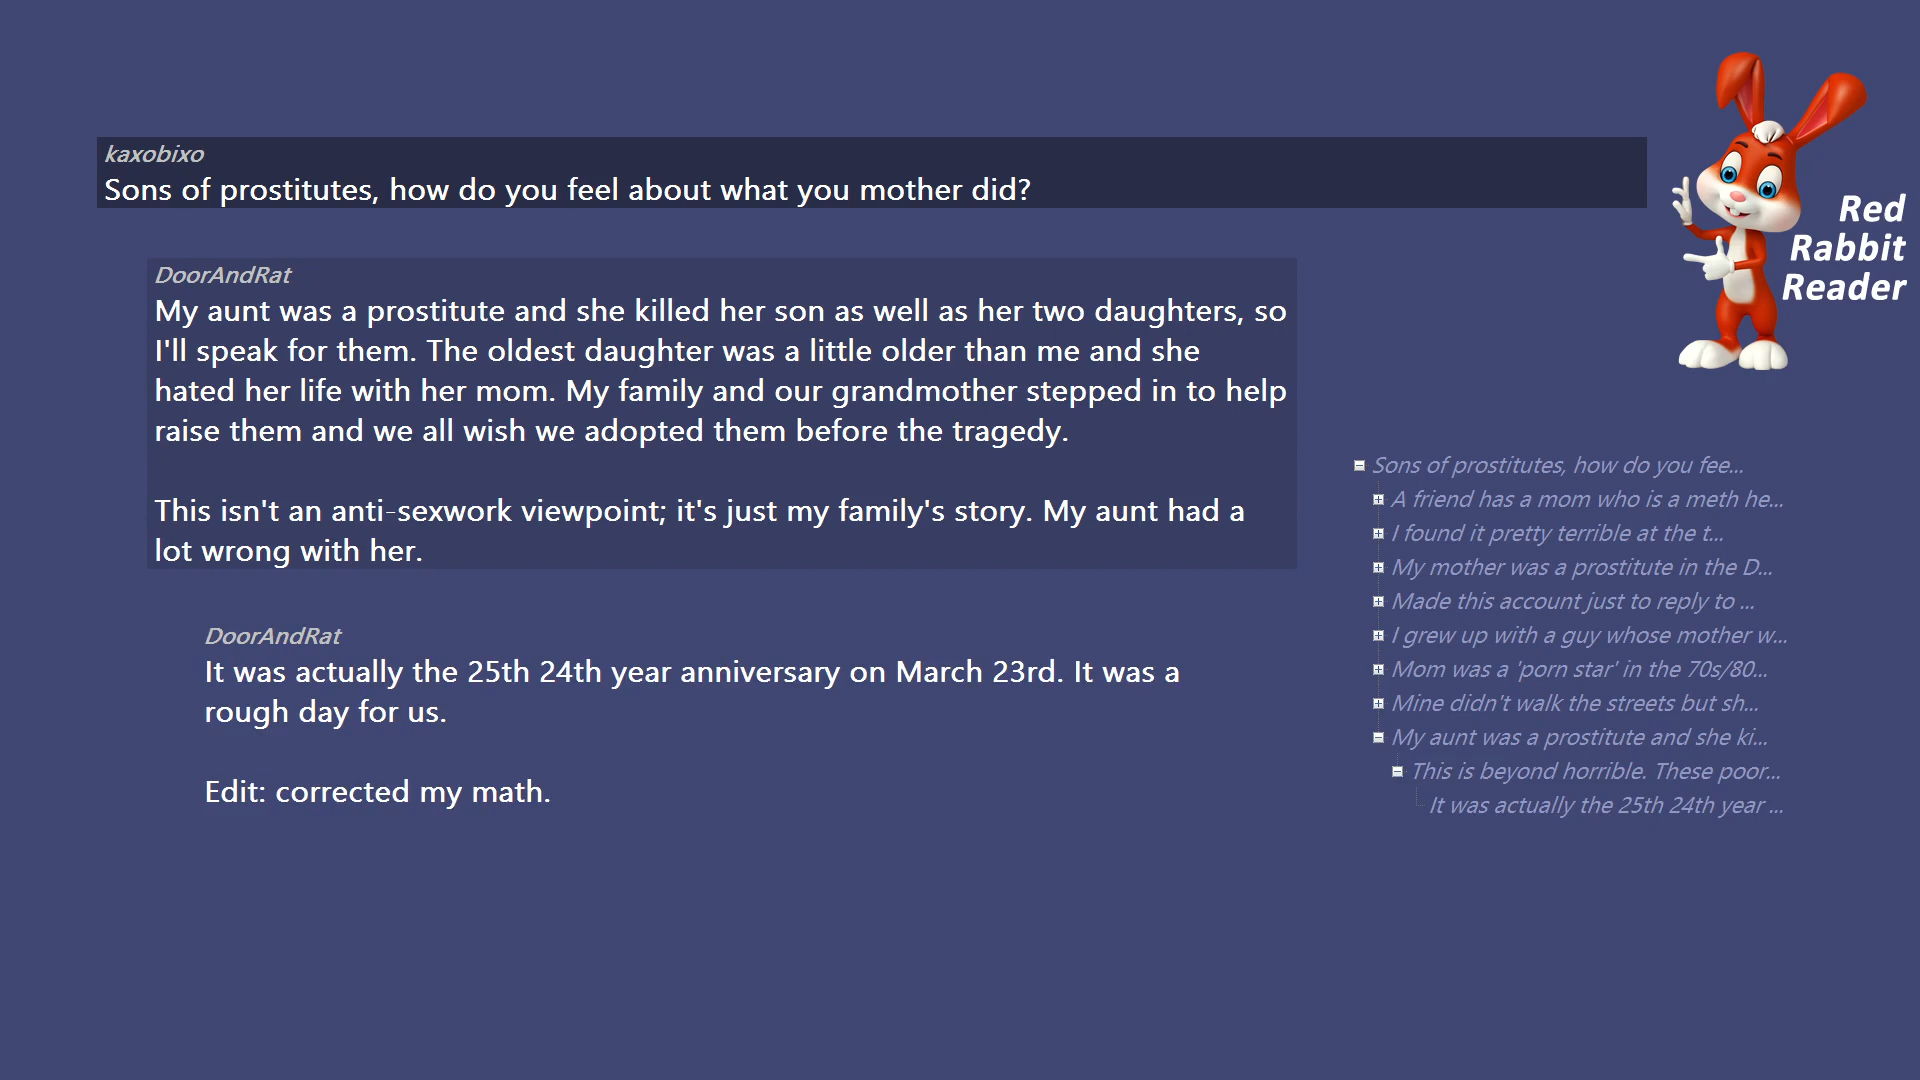 kaxobixo
Sons of prostitutes, how do you feel about what you mother did?
DoorAndRat
My aunt was a prostitute and she killed her son as well as her two daughters, so
I'll speak for them. The oldest daughter was a little older than me and she
hated her life with her mom. My family and our grandmother stepped in to help
raise them and we all wish we adopted them before the tragedy.
This isn't an anti-sexwork viewpoint; it's just my family's story. My aunt had a
lot wrong with her.
DoorAndRat
It was actually the 25th 24th year anniversary on March 23rd. It was a
rough day for us.
Edit: corrected my math.
Red
Rabbit
Reader
Sons of prostitutes, how do you fee...
A friend has a mom who is a meth he...
I found it pretty terrible at the t...
My mother was a prostitute in the D...
Made this account just to reply to ...
I grew up with a guy whose mother w...
Mom was a 'porn star' in the 70s/80...
Mine didn't walk the streets but sh...
My aunt was a prostitute and she ki...
This is beyond horrible. These poor...
It was actually the 25th 24th year ...